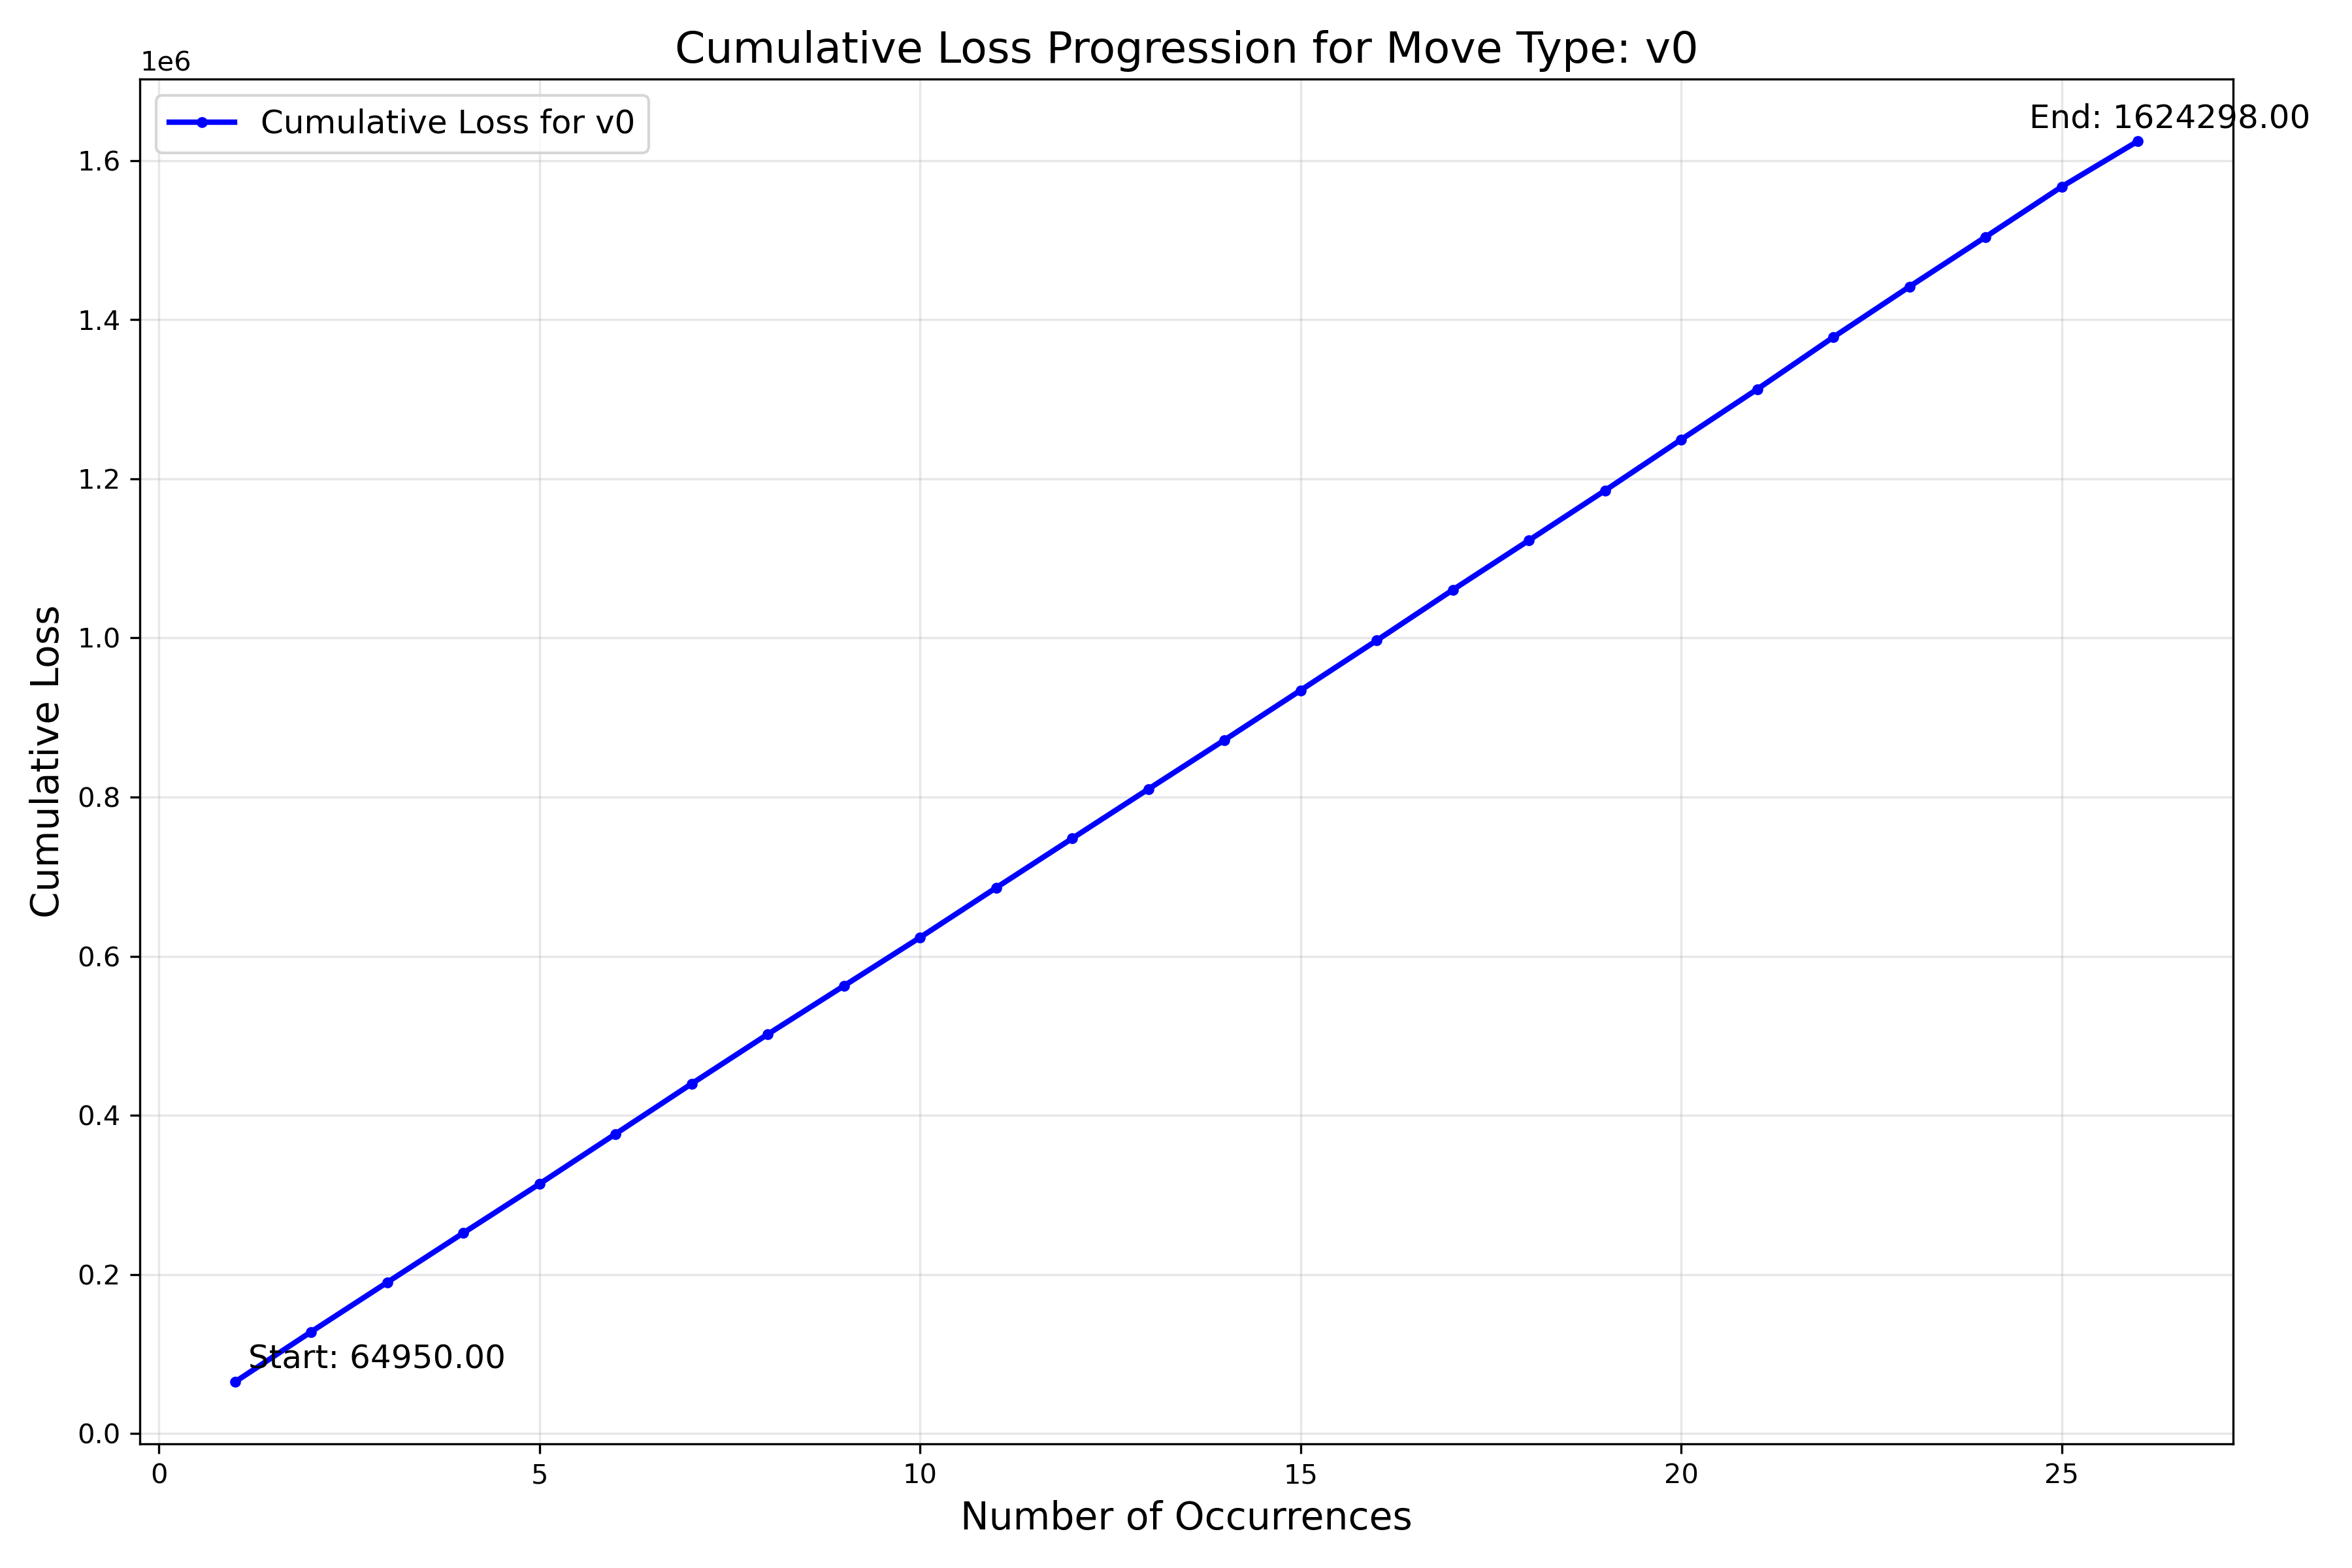 Cumulative Loss Progression for Move Type: v0
1e6
Cumulative Loss for v0
End: 1624298.00
1.6
1.4
1.2
1.0
0.8
0.6
0.4
0.2
0.0
Cumulative Loss
Start: 64950.00
0 5 10 15 20 25
Number of Occurrences